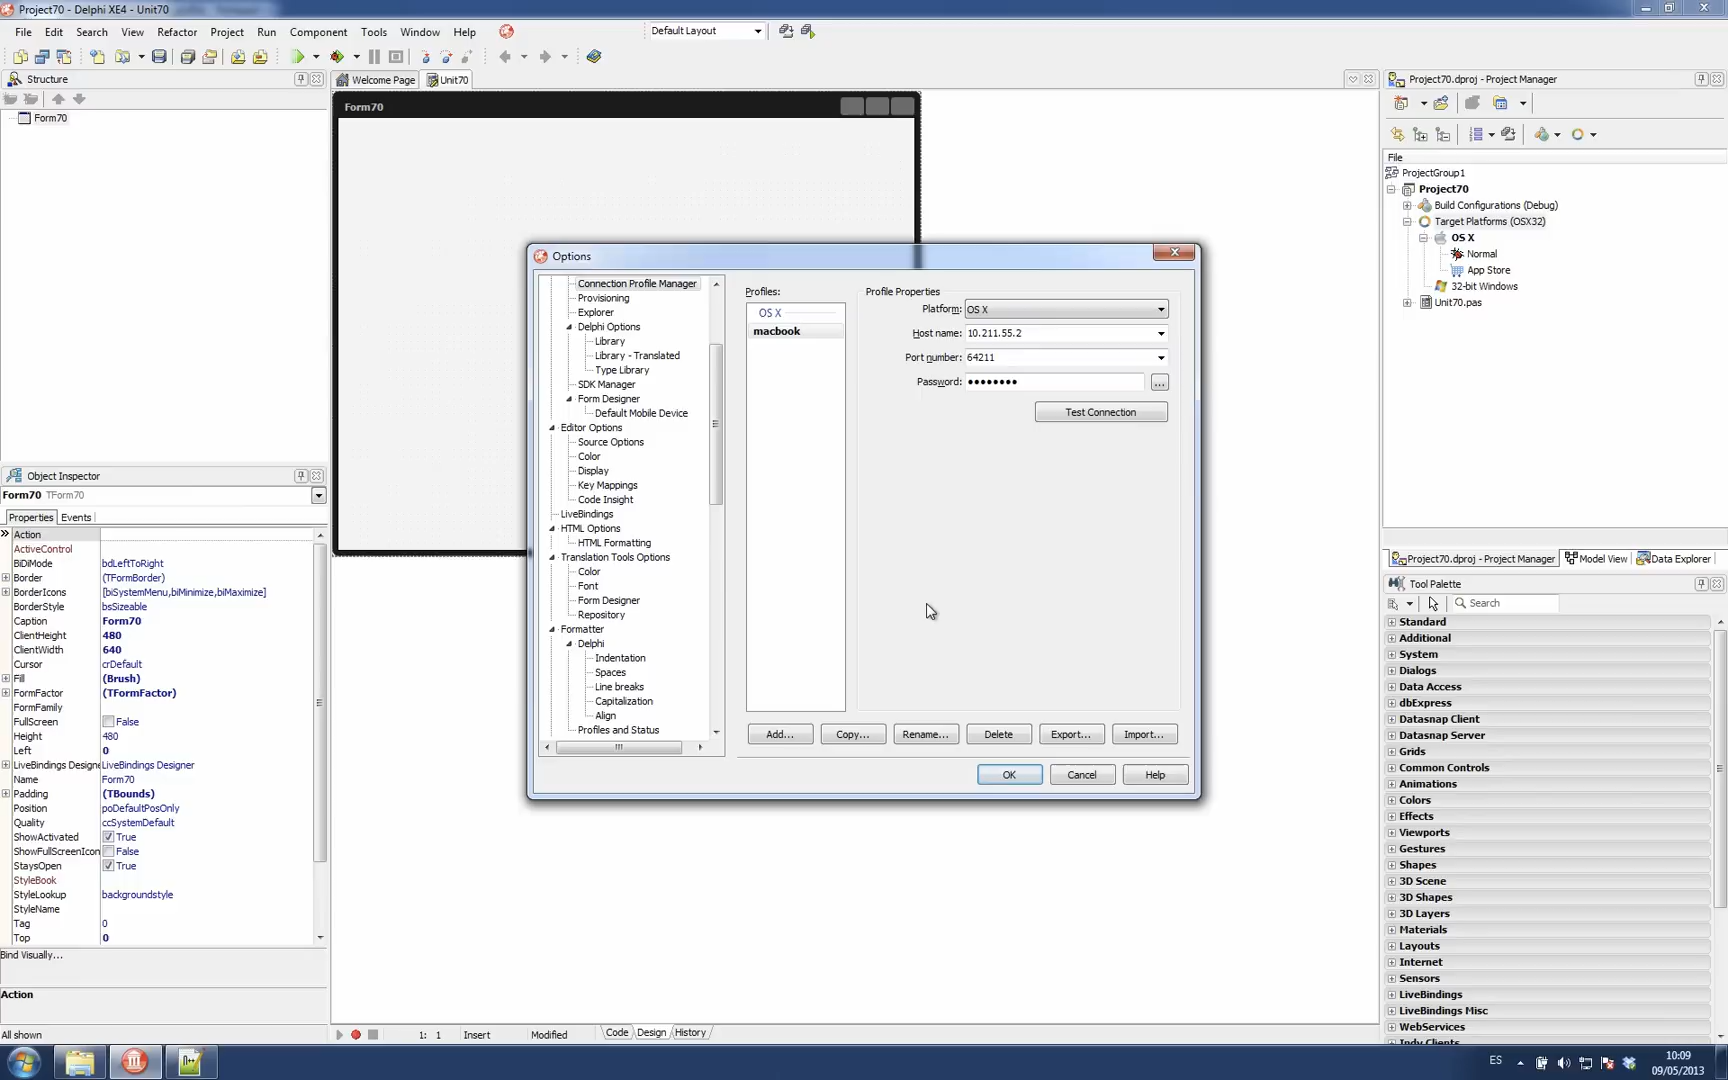 Project70 - Delphi XE4 - Unit70
File Edit Search View Refactor Project Run Component Tools Window Help
Default Layout
Structure
Form70
Welcome Page
Unit70
Form70
Options
Connection Profile Manager
Provisioning
Explorer
Delphi Options
Library
Library - Translated
Type Library
SDK Manager
Form Designer
Default Mobile Device
Editor Options
Source Options
Color
Display
Key Mappings
Code Insight
LiveBindings
HTML Options
HTML Formatting
Translation Tools Options
Color
Font
Form Designer
Repository
Formatter
Delphi
Indentation
Spaces
Line breaks
Capitalization
Align
Profiles and Status
Profiles:
OS X
macbook
Profile Properties
Platform: OS X
Host name: 10.211.55.2
Port number: 64211
Password: ••••••••
...
Test Connection
Add... Copy... Rename... Delete Export... Import...
OK Cancel Help
Object Inspector
Form70 TForm70
Properties Events
Action
ActiveControl
BiDiMode bdLeftToRight
Border (TFormBorder)
BorderIcons [biSystemMenu,biMinimize,biMaximize]
BorderStyle bsSizeable
Caption Form70
ClientHeight 480
ClientWidth 640
Cursor crDefault
Fill (Brush)
FormFactor (TFormFactor)
FormFamily
FullScreen False
Height 480
Left 0
LiveBindings Designe LiveBindings Designer
Name Form70
Padding (TBounds)
Position poDefaultPosOnly
Quality ccSystemDefault
ShowActivated True
ShowFullScreenIcon False
StaysOpen True
StyleBook
StyleLookup backgroundstyle
StyleName
Tag 0
Top 0
Bind Visually...
Action
All shown
1: 1 Insert Modified
Code Design History
Project70.dproj - Project Manager
File
ProjectGroup1
Project70
Build Configurations (Debug)
Target Platforms (OSX32)
OS X
Normal
App Store
32-bit Windows
Unit70.pas
Project70.dproj - Project Manager Model View Data Explorer
Tool Palette
Search
Standard
Additional
System
Dialogs
Data Access
dbExpress
Datasnap Client
Datasnap Server
Grids
Common Controls
Animations
Colors
Effects
Viewports
Gestures
Shapes
3D Scene
3D Shapes
3D Layers
Materials
Layouts
Internet
Sensors
LiveBindings
LiveBindings Misc
WebServices
Indy Clients
ES
10:09
09/05/2013